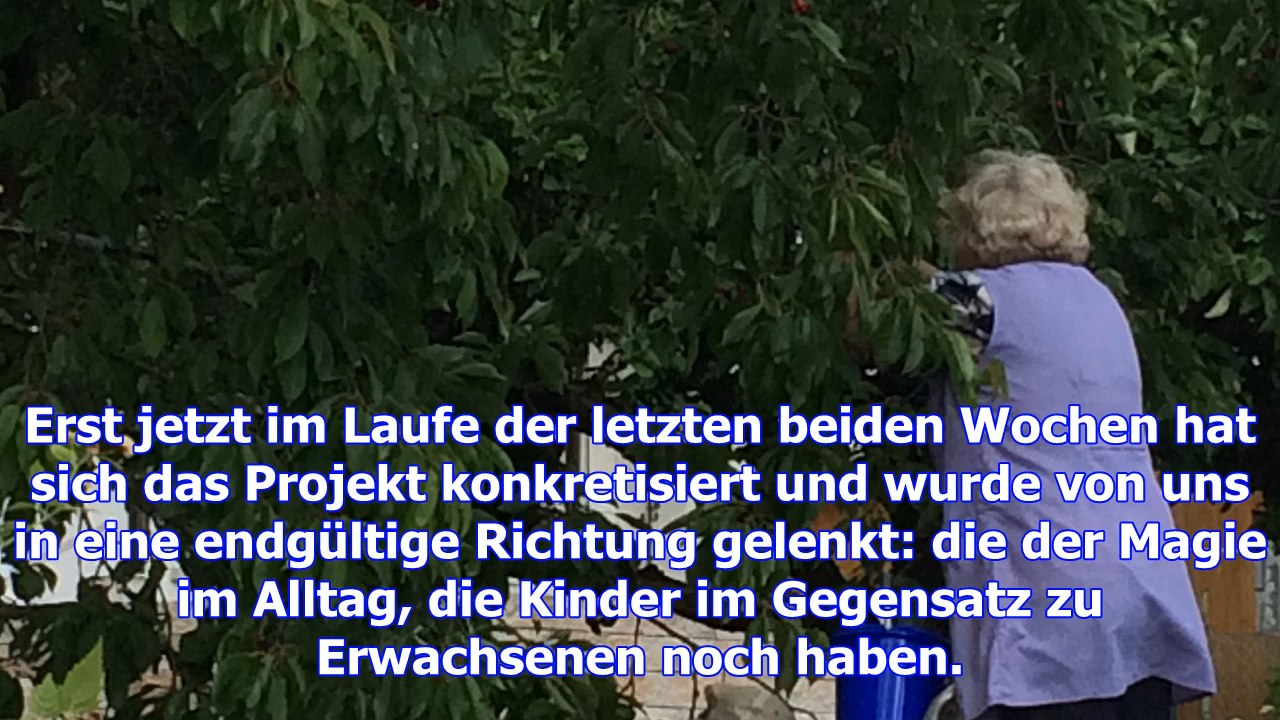 Erst jetzt im Laufe der letzten beiden Wochen hat
sich das Projekt konkretisiert und wurde von uns
in eine endgültige Richtung gelenkt: die der Magie
im Alltag, die Kinder im Gegensatz zu
Erwachsenen noch haben.